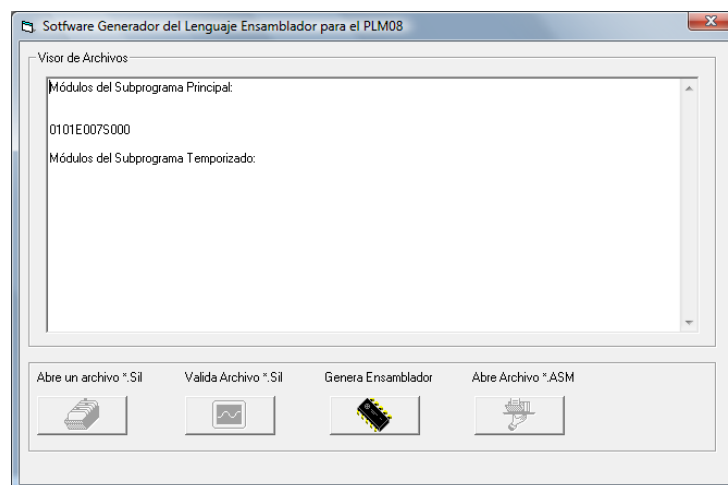 Sotfware Generador del Lenguaje Ensamblador para el PLM08
Visor de Archivos
Módulos del Subprograma Principal:
0101E007S000
Módulos del Subprograma Temporizado:
Abre un archivo *.Sil
Valida Archivo *.Sil
Genera Ensamblador
Abre Archivo *.ASM